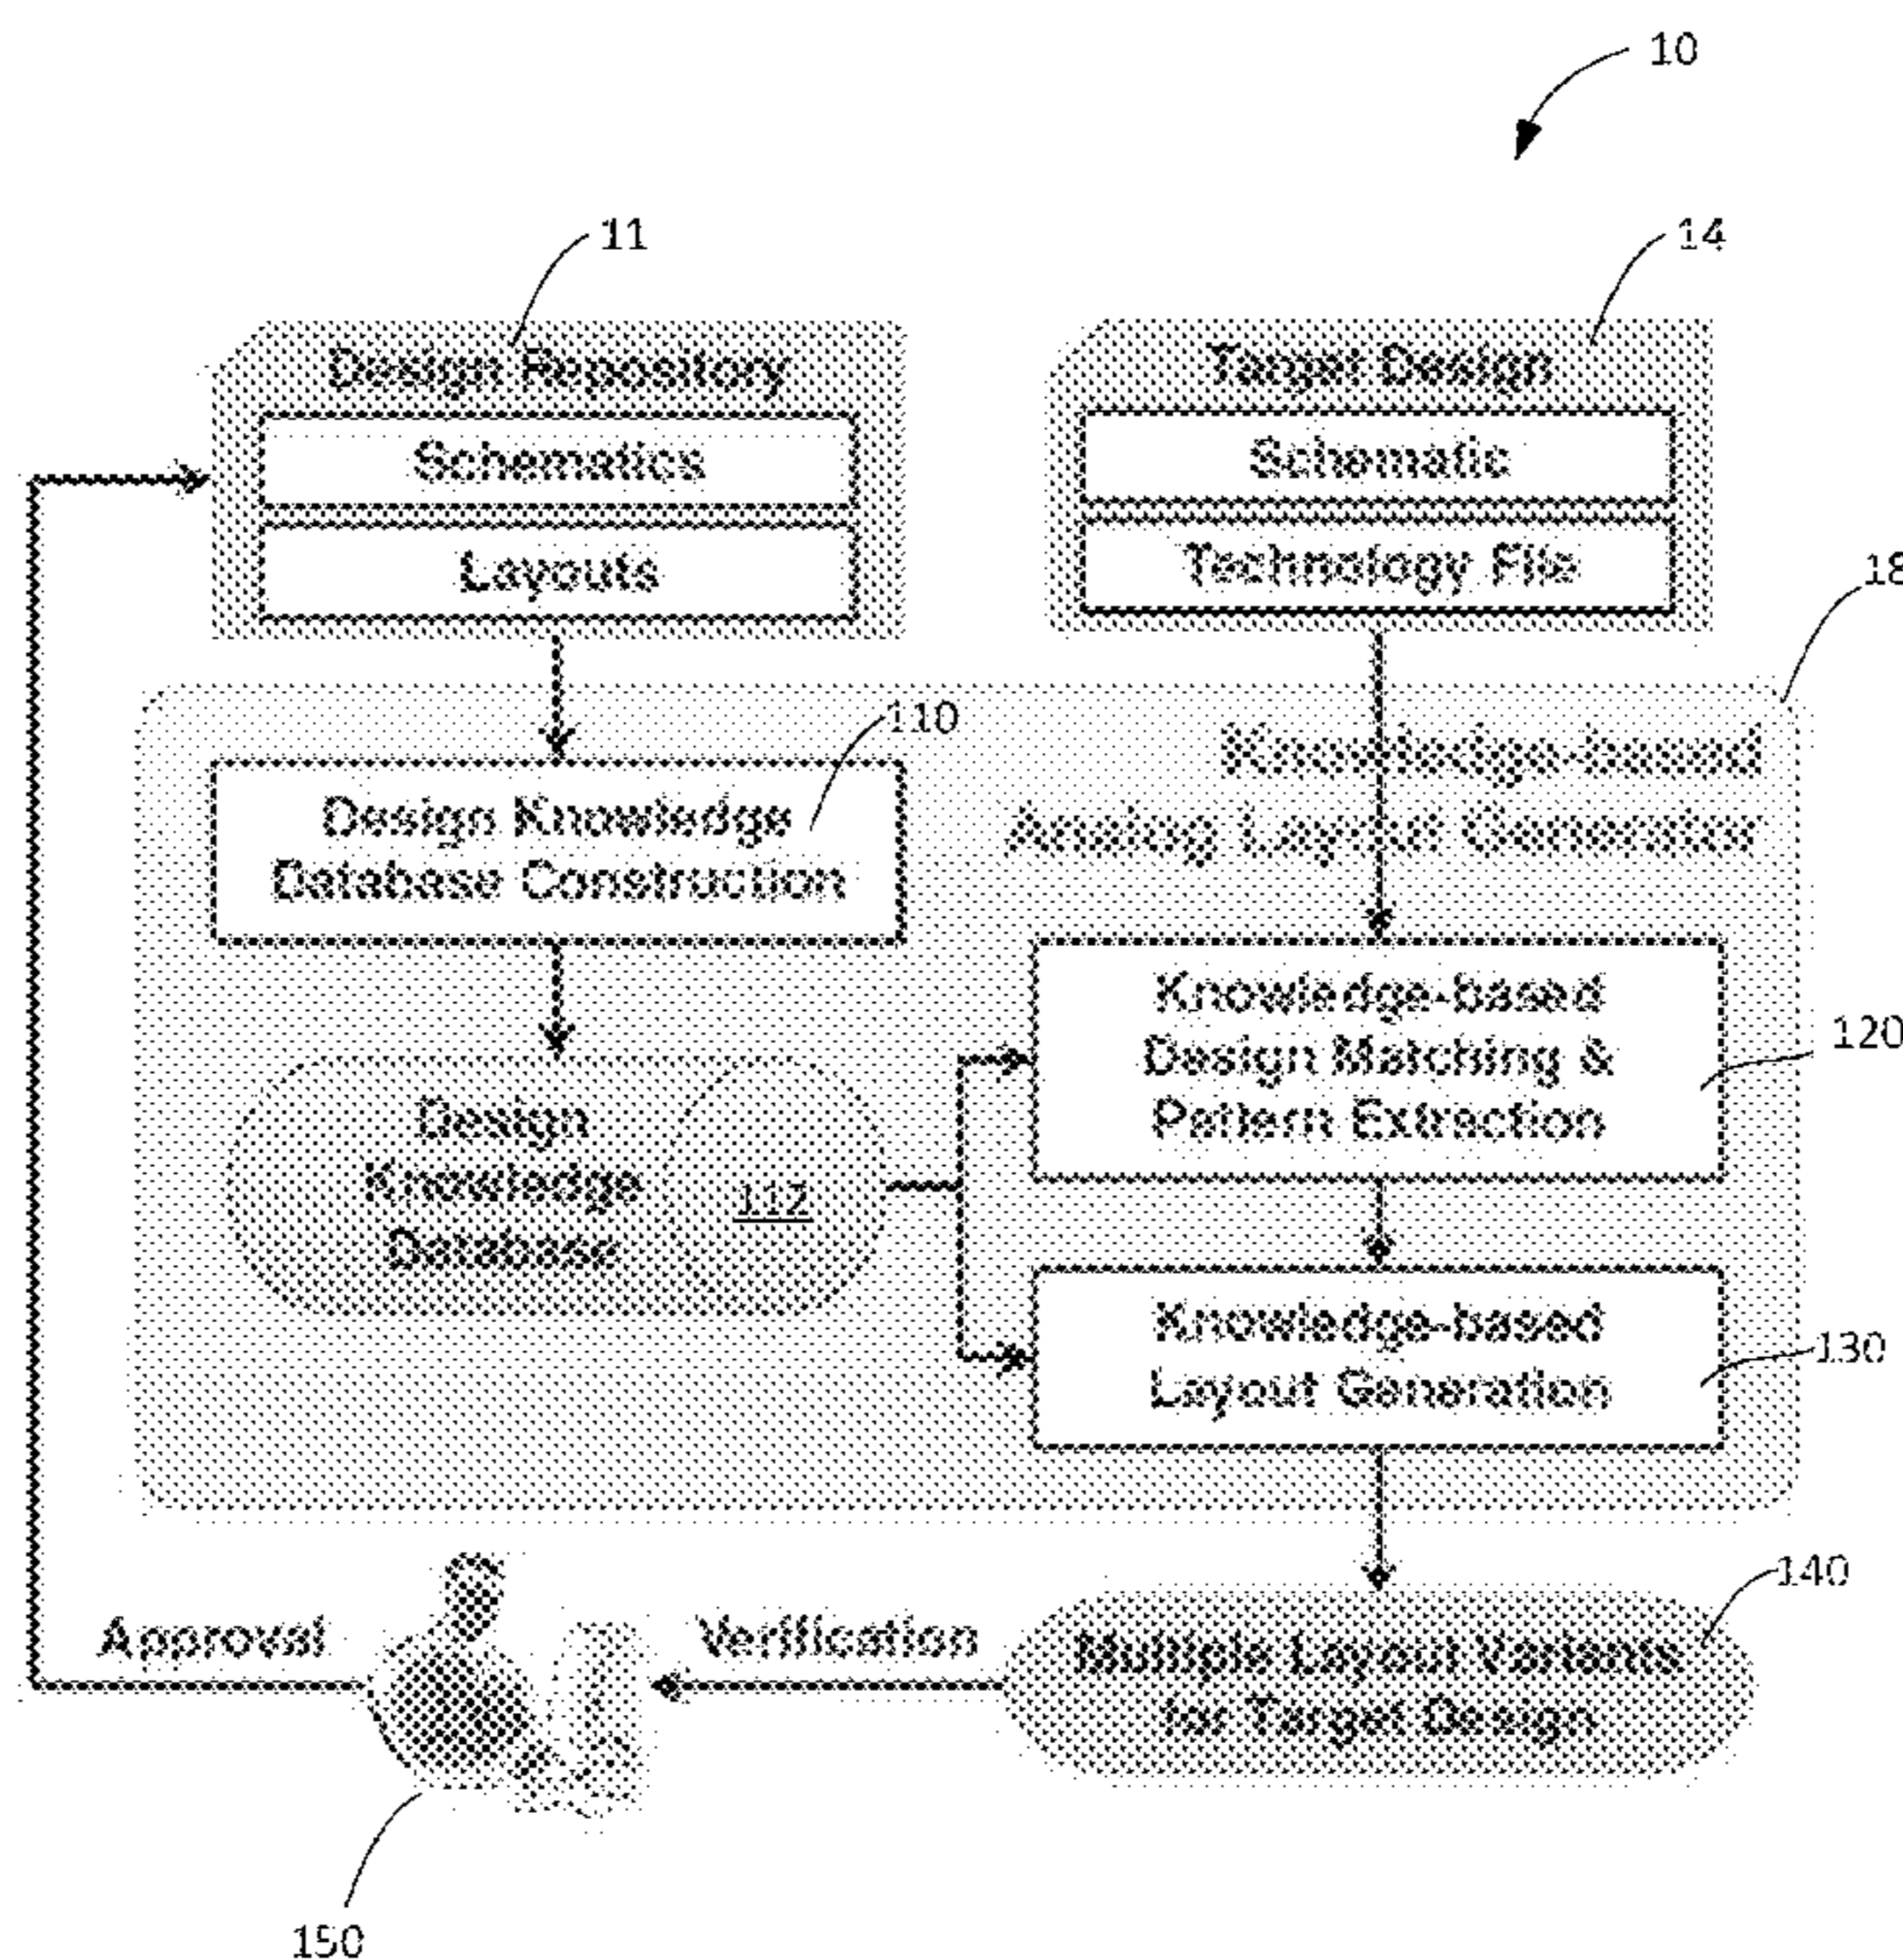 10
11
14
Design Repository
Schematics
Layouts
Target Design
Schematic
Technology File
18
110
Knowledge-based
Analog Layout Generator
Design Knowledge
Database Construction
Knowledge-based
Design Matching &
Pattern Extraction
120
Design
Knowledge
Database
112
Knowledge-based
Layout Generation
130
140
Approval
Verification
Multiple Layout Variants
for Target Design
150